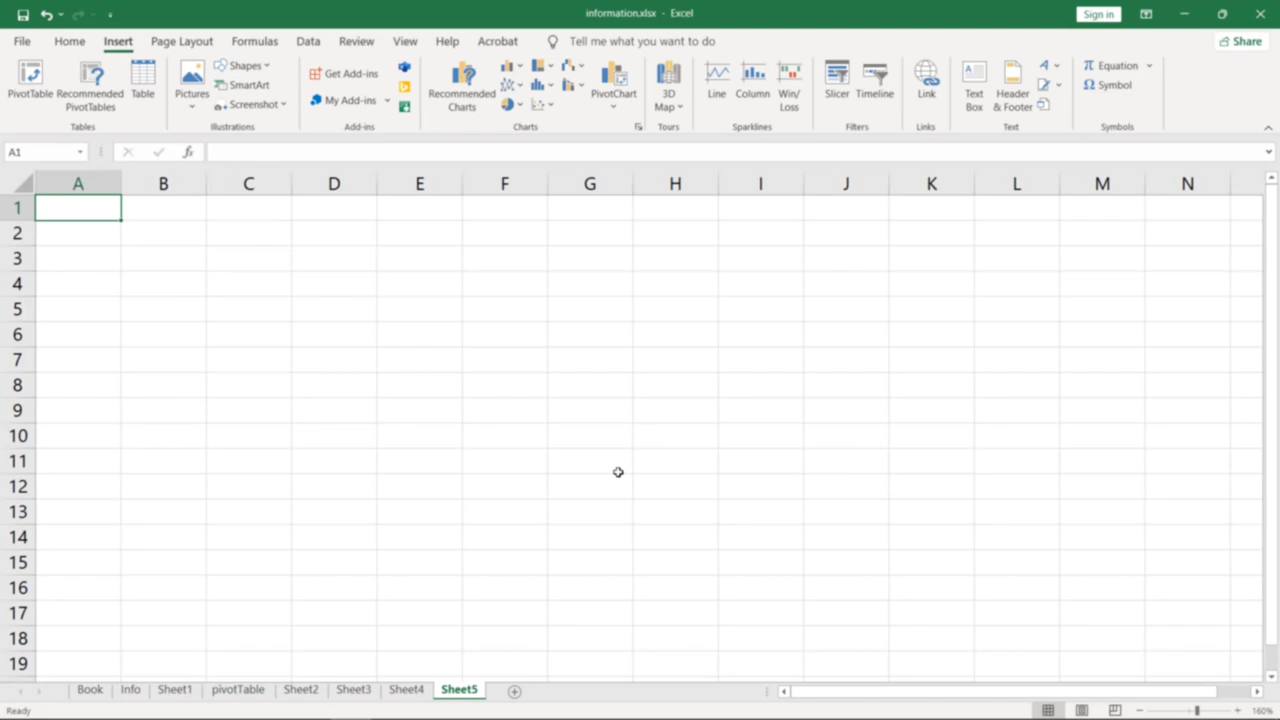 information.xlsx - Excel
Sign in
File Home Insert Page Layout Formulas Data Review View Help Acrobat Tell me what you want to do Share
PivotTable
Recommended
PivotTables
Table
Tables
Pictures
Shapes
SmartArt
Screenshot
Illustrations
Get Add-ins
My Add-ins
Add-ins
Recommended
Charts
PivotChart
Charts
3D
Map
Tours
Line
Column
Win/
Loss
Sparklines
Slicer
Timeline
Filters
Link
Links
Text
Box
Header
& Footer
Text
π Equation
Ω Symbol
Symbols
A1
fx
A B C D E F G H I J K L M N
1
2
3
4
5
6
7
8
9
10
11
12
13
14
15
16
17
18
19
Book Info Sheet1 pivotTable Sheet2 Sheet3 Sheet4 Sheet5
Ready
160%